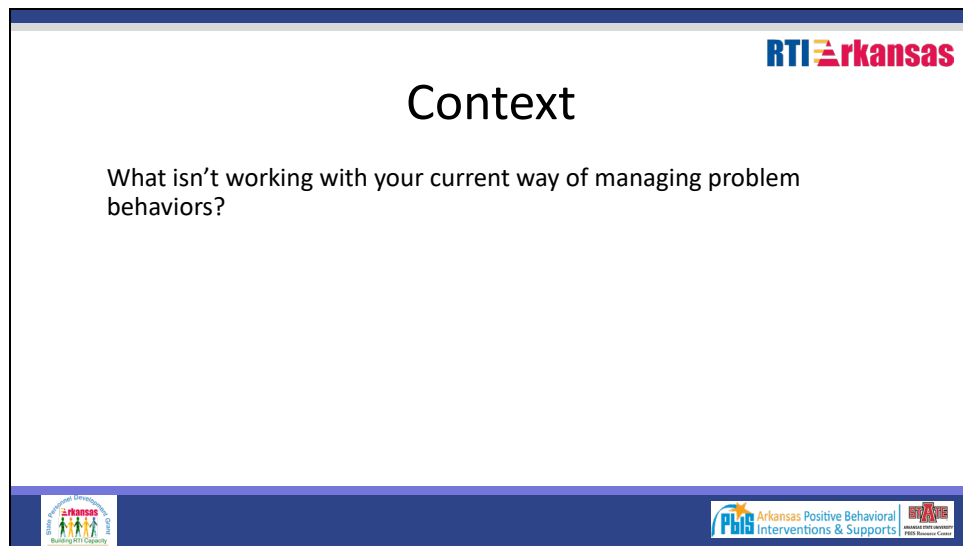 RTI Arkansas
Context
What isn’t working with your current way of managing problem
behaviors?
State Personnel Development Grant
Arkansas
Building RTI Capacity
PBIS Arkansas Positive Behavioral
Interventions & Supports
STATE
ARKANSAS STATE UNIVERSITY
PBIS Resource Center